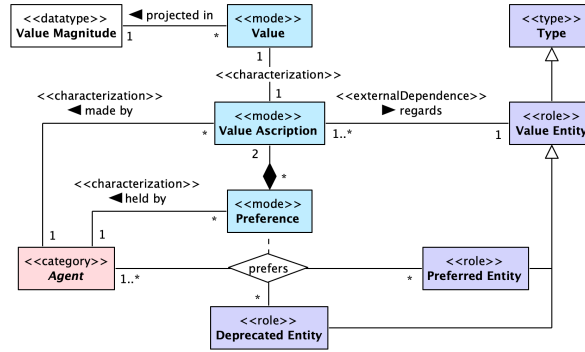 <<datatype>>
Value Magnitude
◄ projected in
1
*
<<mode>>
Value
<<type>>
Type
1
<<characterization>>
1
<<characterization>>
◄ made by
*
<<mode>>
Value Ascription
<<externalDependence>>
► regards
1..*
1
<<role>>
Value Entity
2
*
<<characterization>>
◄ held by
*
<<mode>>
Preference
1
1
<<category>>
Agent
1..*
prefers
*
<<role>>
Preferred Entity
*
<<role>>
Deprecated Entity